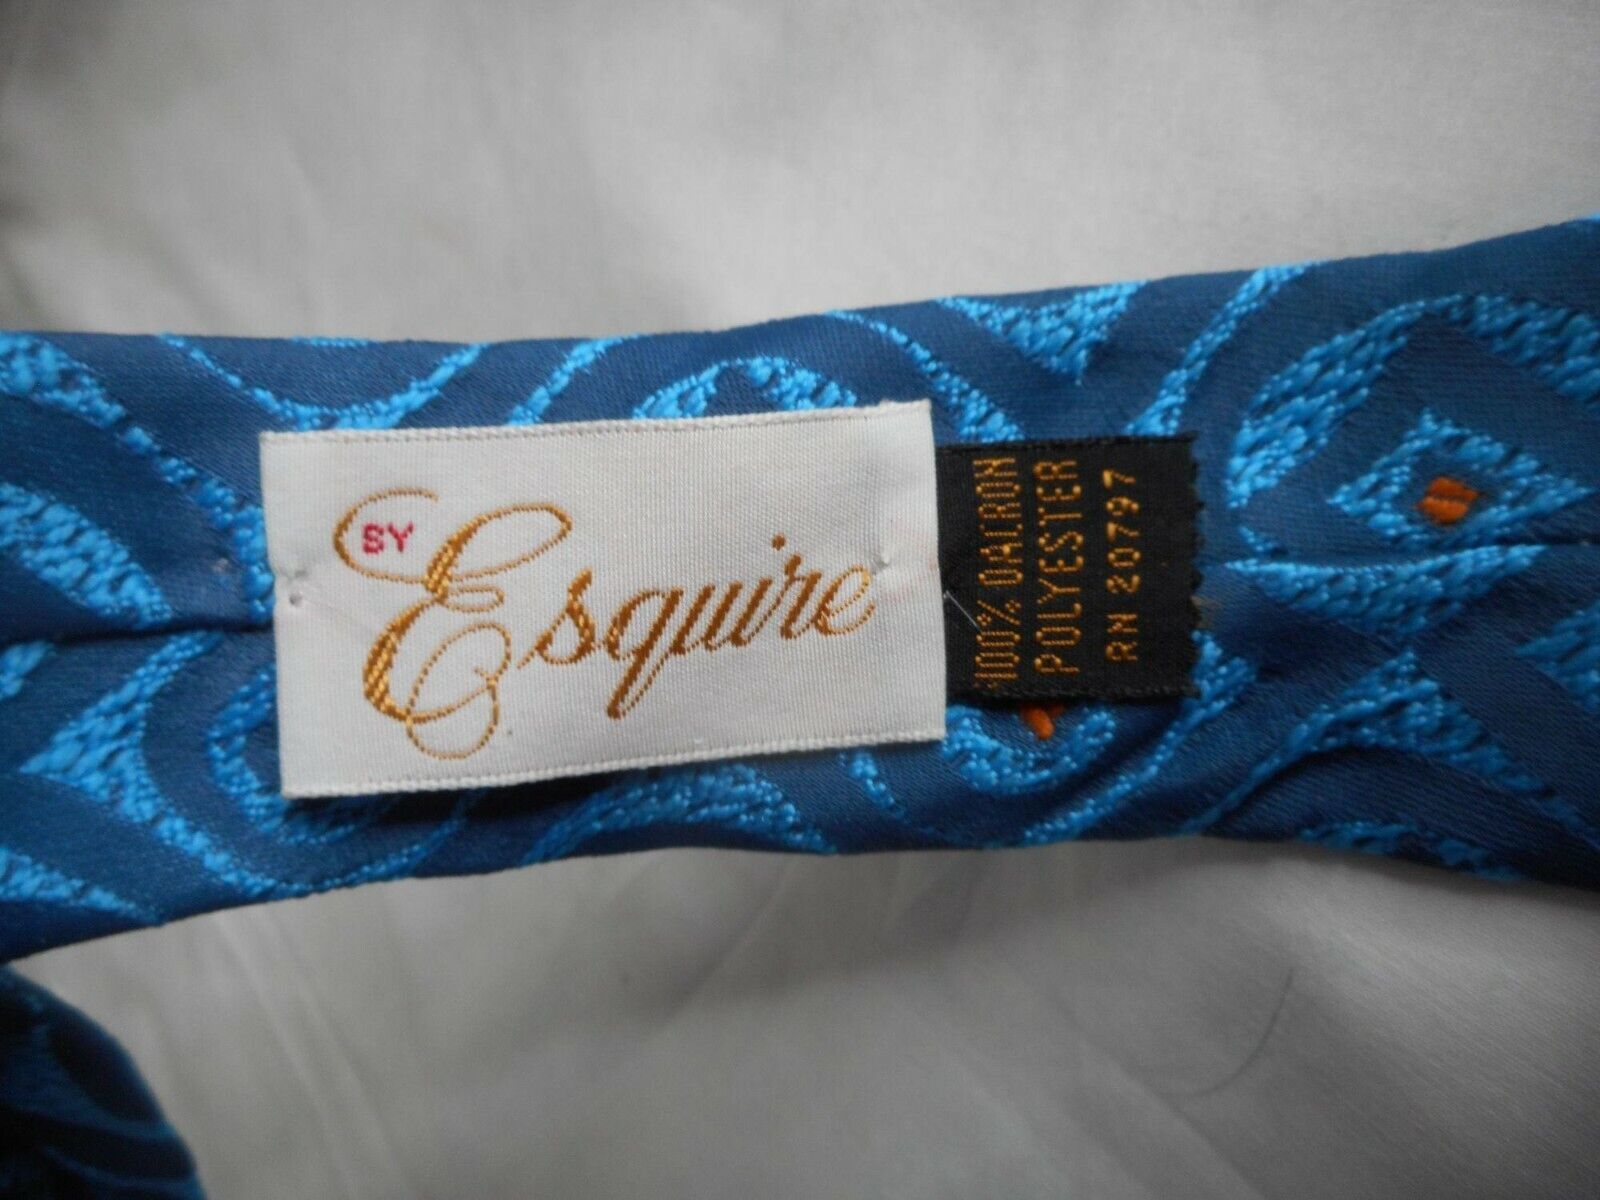 BY
Esquire
100% DACRON
POLYESTER
RN 20797